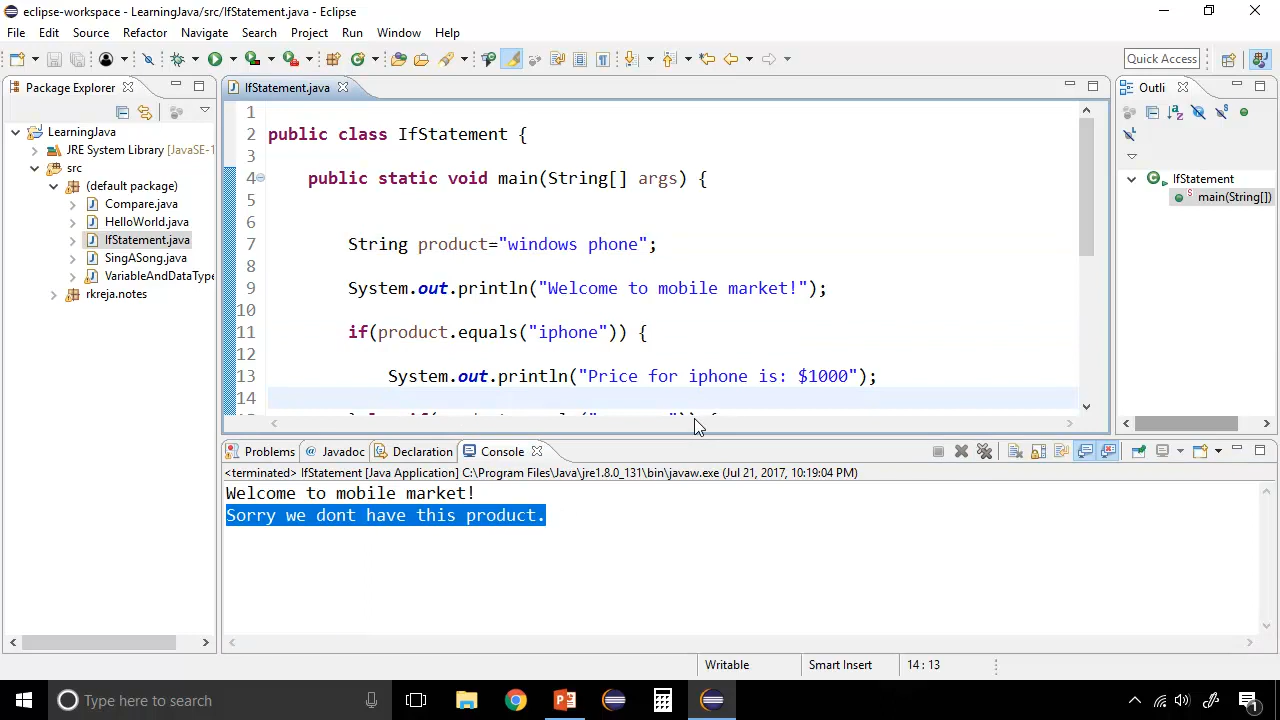 eclipse-workspace - LearningJava/src/IfStatement.java - Eclipse
File Edit Source Refactor Navigate Search Project Run Window Help
Quick Access
Package Explorer
LearningJava
JRE System Library [JavaSE-1
src
(default package)
Compare.java
HelloWorld.java
IfStatement.java
SingASong.java
VariableAndDataType
rkreja.notes
IfStatement.java
1
2 public class IfStatement {
3
4 public static void main(String[] args) {
5
6
7 String product="windows phone";
8
9 System.out.println("Welcome to mobile market!");
10
11 if(product.equals("iphone")) {
12
13 System.out.println("Price for iphone is: $1000");
14
Outli
IfStatement
main(String[])
Problems Javadoc Declaration Console
<terminated> IfStatement [Java Application] C:\Program Files\Java\jre1.8.0_131\bin\javaw.exe (Jul 21, 2017, 10:19:04 PM)
Welcome to mobile market!
Sorry we dont have this product.
Writable Smart Insert 14 : 13
Type here to search
1